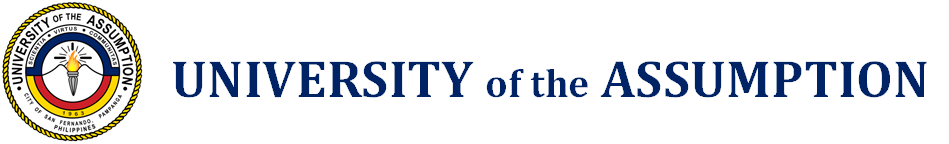 UNIVERSITY OF THE ASSUMPTION
SCIENTIA • VIRTUS • COMMUNITAS
1963
CITY OF SAN FERNANDO, PAMPANGA
PHILIPPINES
UNIVERSITY of the ASSUMPTION